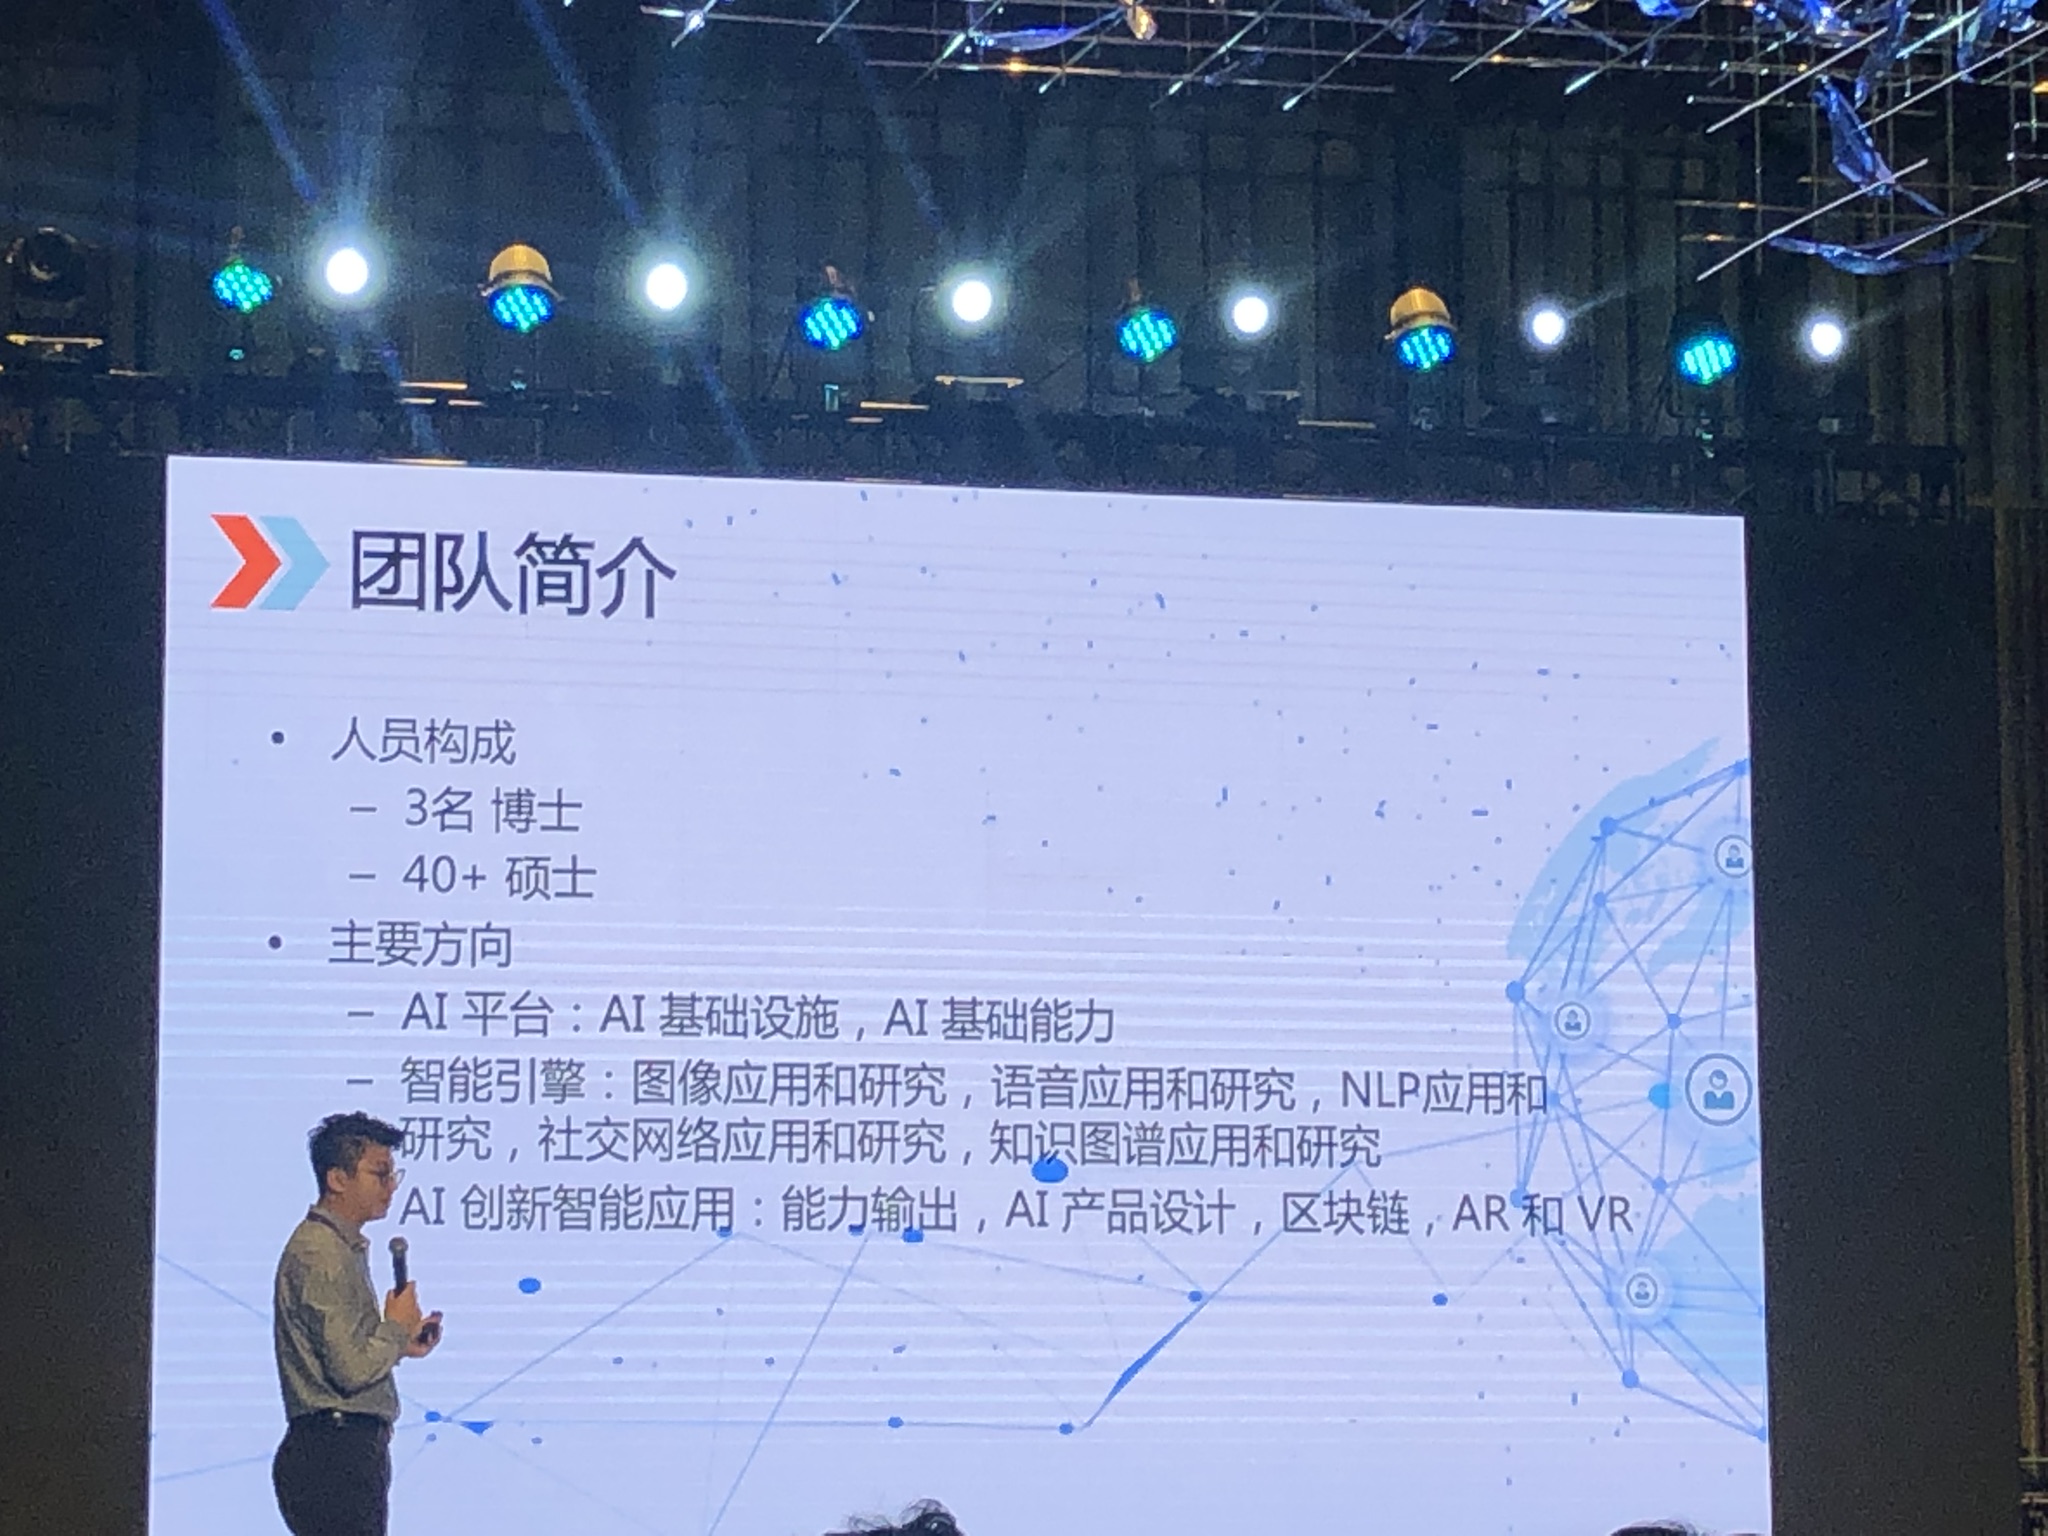 团队简介
• 人员构成
– 3名 博士
– 40+ 硕士
• 主要方向
– AI 平台：AI 基础设施，AI 基础能力
– 智能引擎：图像应用和研究，语音应用和研究，NLP应用和
研究，社交网络应用和研究，知识图谱应用和研究
AI 创新智能应用：能力输出，AI 产品设计，区块链，AR 和 VR